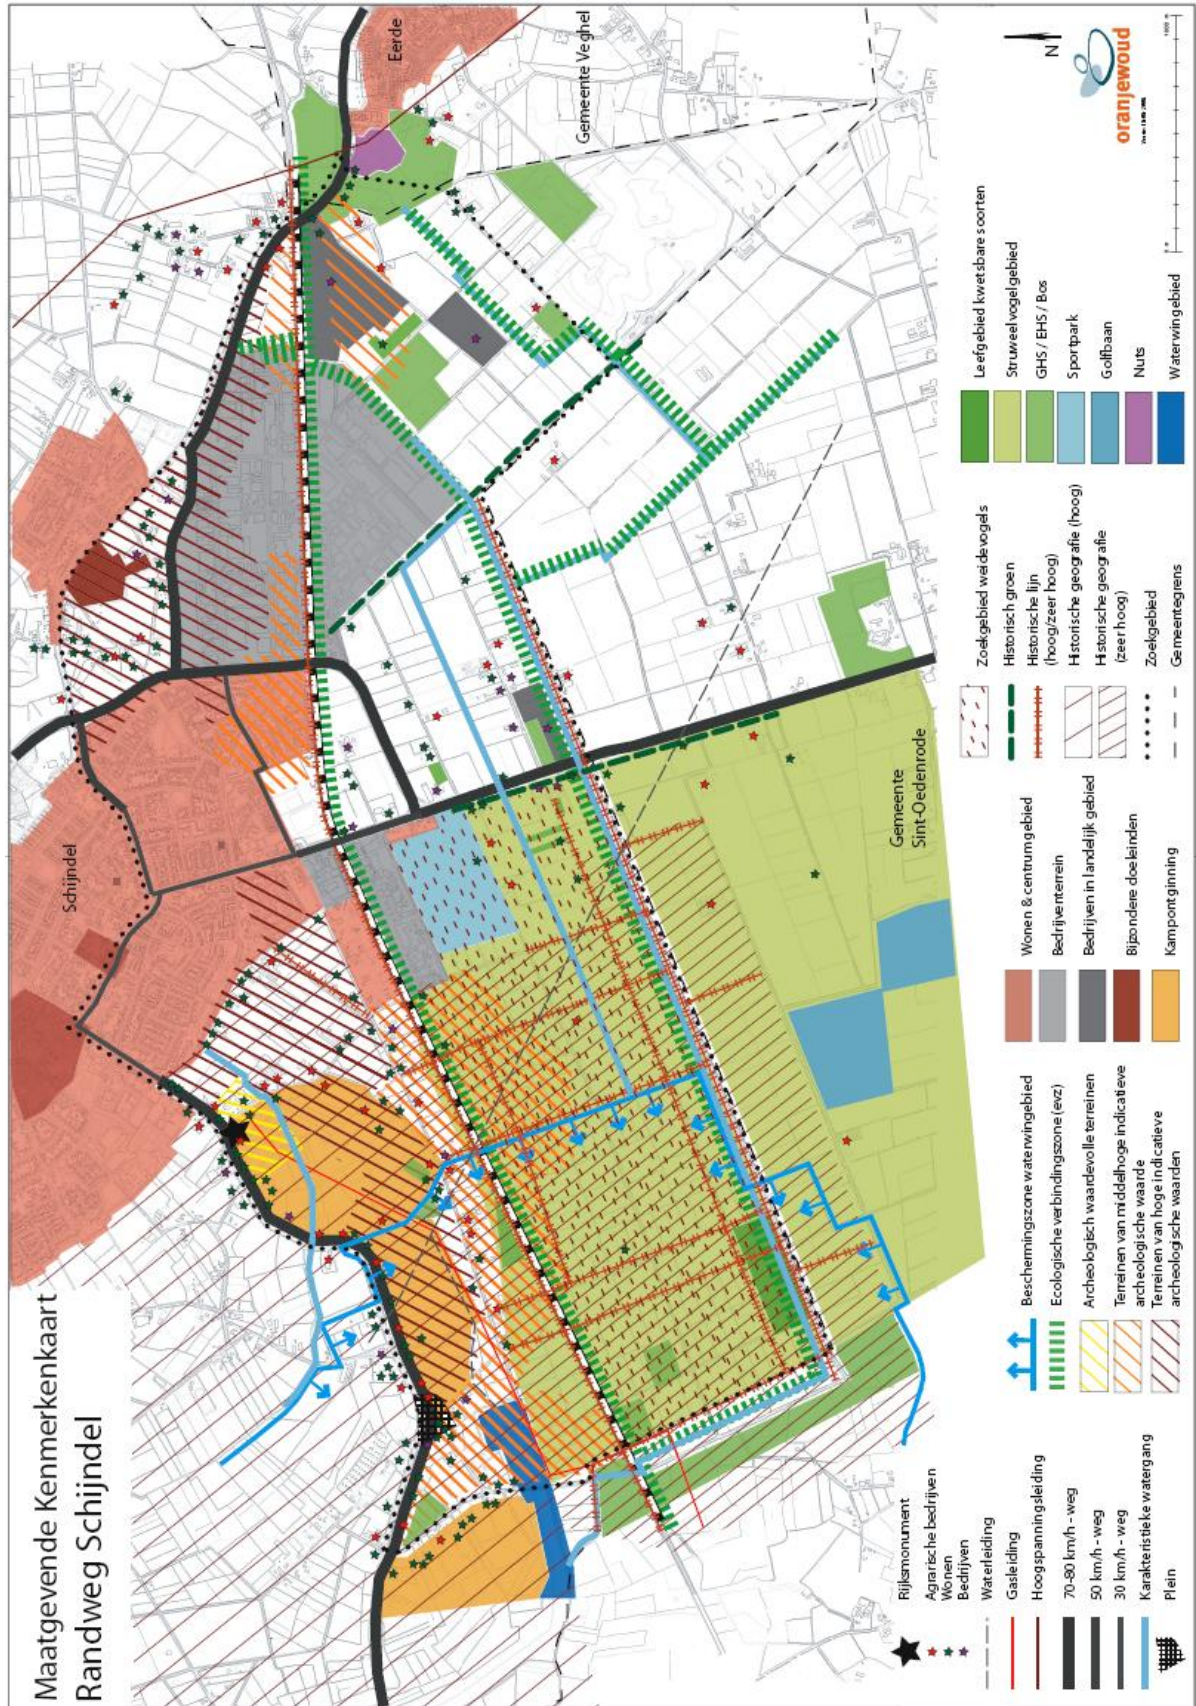 Maatgevende Kenmerkenkaart
Randweg Schijndel
Schijndel
Eerde
Gemeente Veghel
Gemeente
Sint-Oedenrode
Rijksmonument
Agrarische bedrijven
Wonen
Bedrijven
Waterleiding
Gasleiding
Hoogspanningsleiding
70-80 km/h - weg
50 km/h - weg
30 km/h - weg
Karakteristieke watergang
Plein
Beschermingszone waterwingebied
Ecologische verbindingszone (evz)
Archeologisch waardevolle terreinen
Terreinen van middelhoge indicatieve
archeologische waarde
Terreinen van hoge indicatieve
archeologische waarden
Wonen & centrumgebied
Bedrijventerrein
Bedrijven in landelijk gebied
Bijzondere doeleinden
Kampontginning
Zoekgebied weidevogels
Historisch groen
Historische lijn
(hoog/zeer hoog)
Historische geografie (hoog)
Historische geografie
(zeer hoog)
Zoekgebied
Gemeentegrens
Leefgebied kwetsbare soorten
Struweelvogelgebied
GHS / EHS / Bos
Sportpark
Golfbaan
Nuts
Waterwingebied
N
oranjewoud
0 m
1000 m